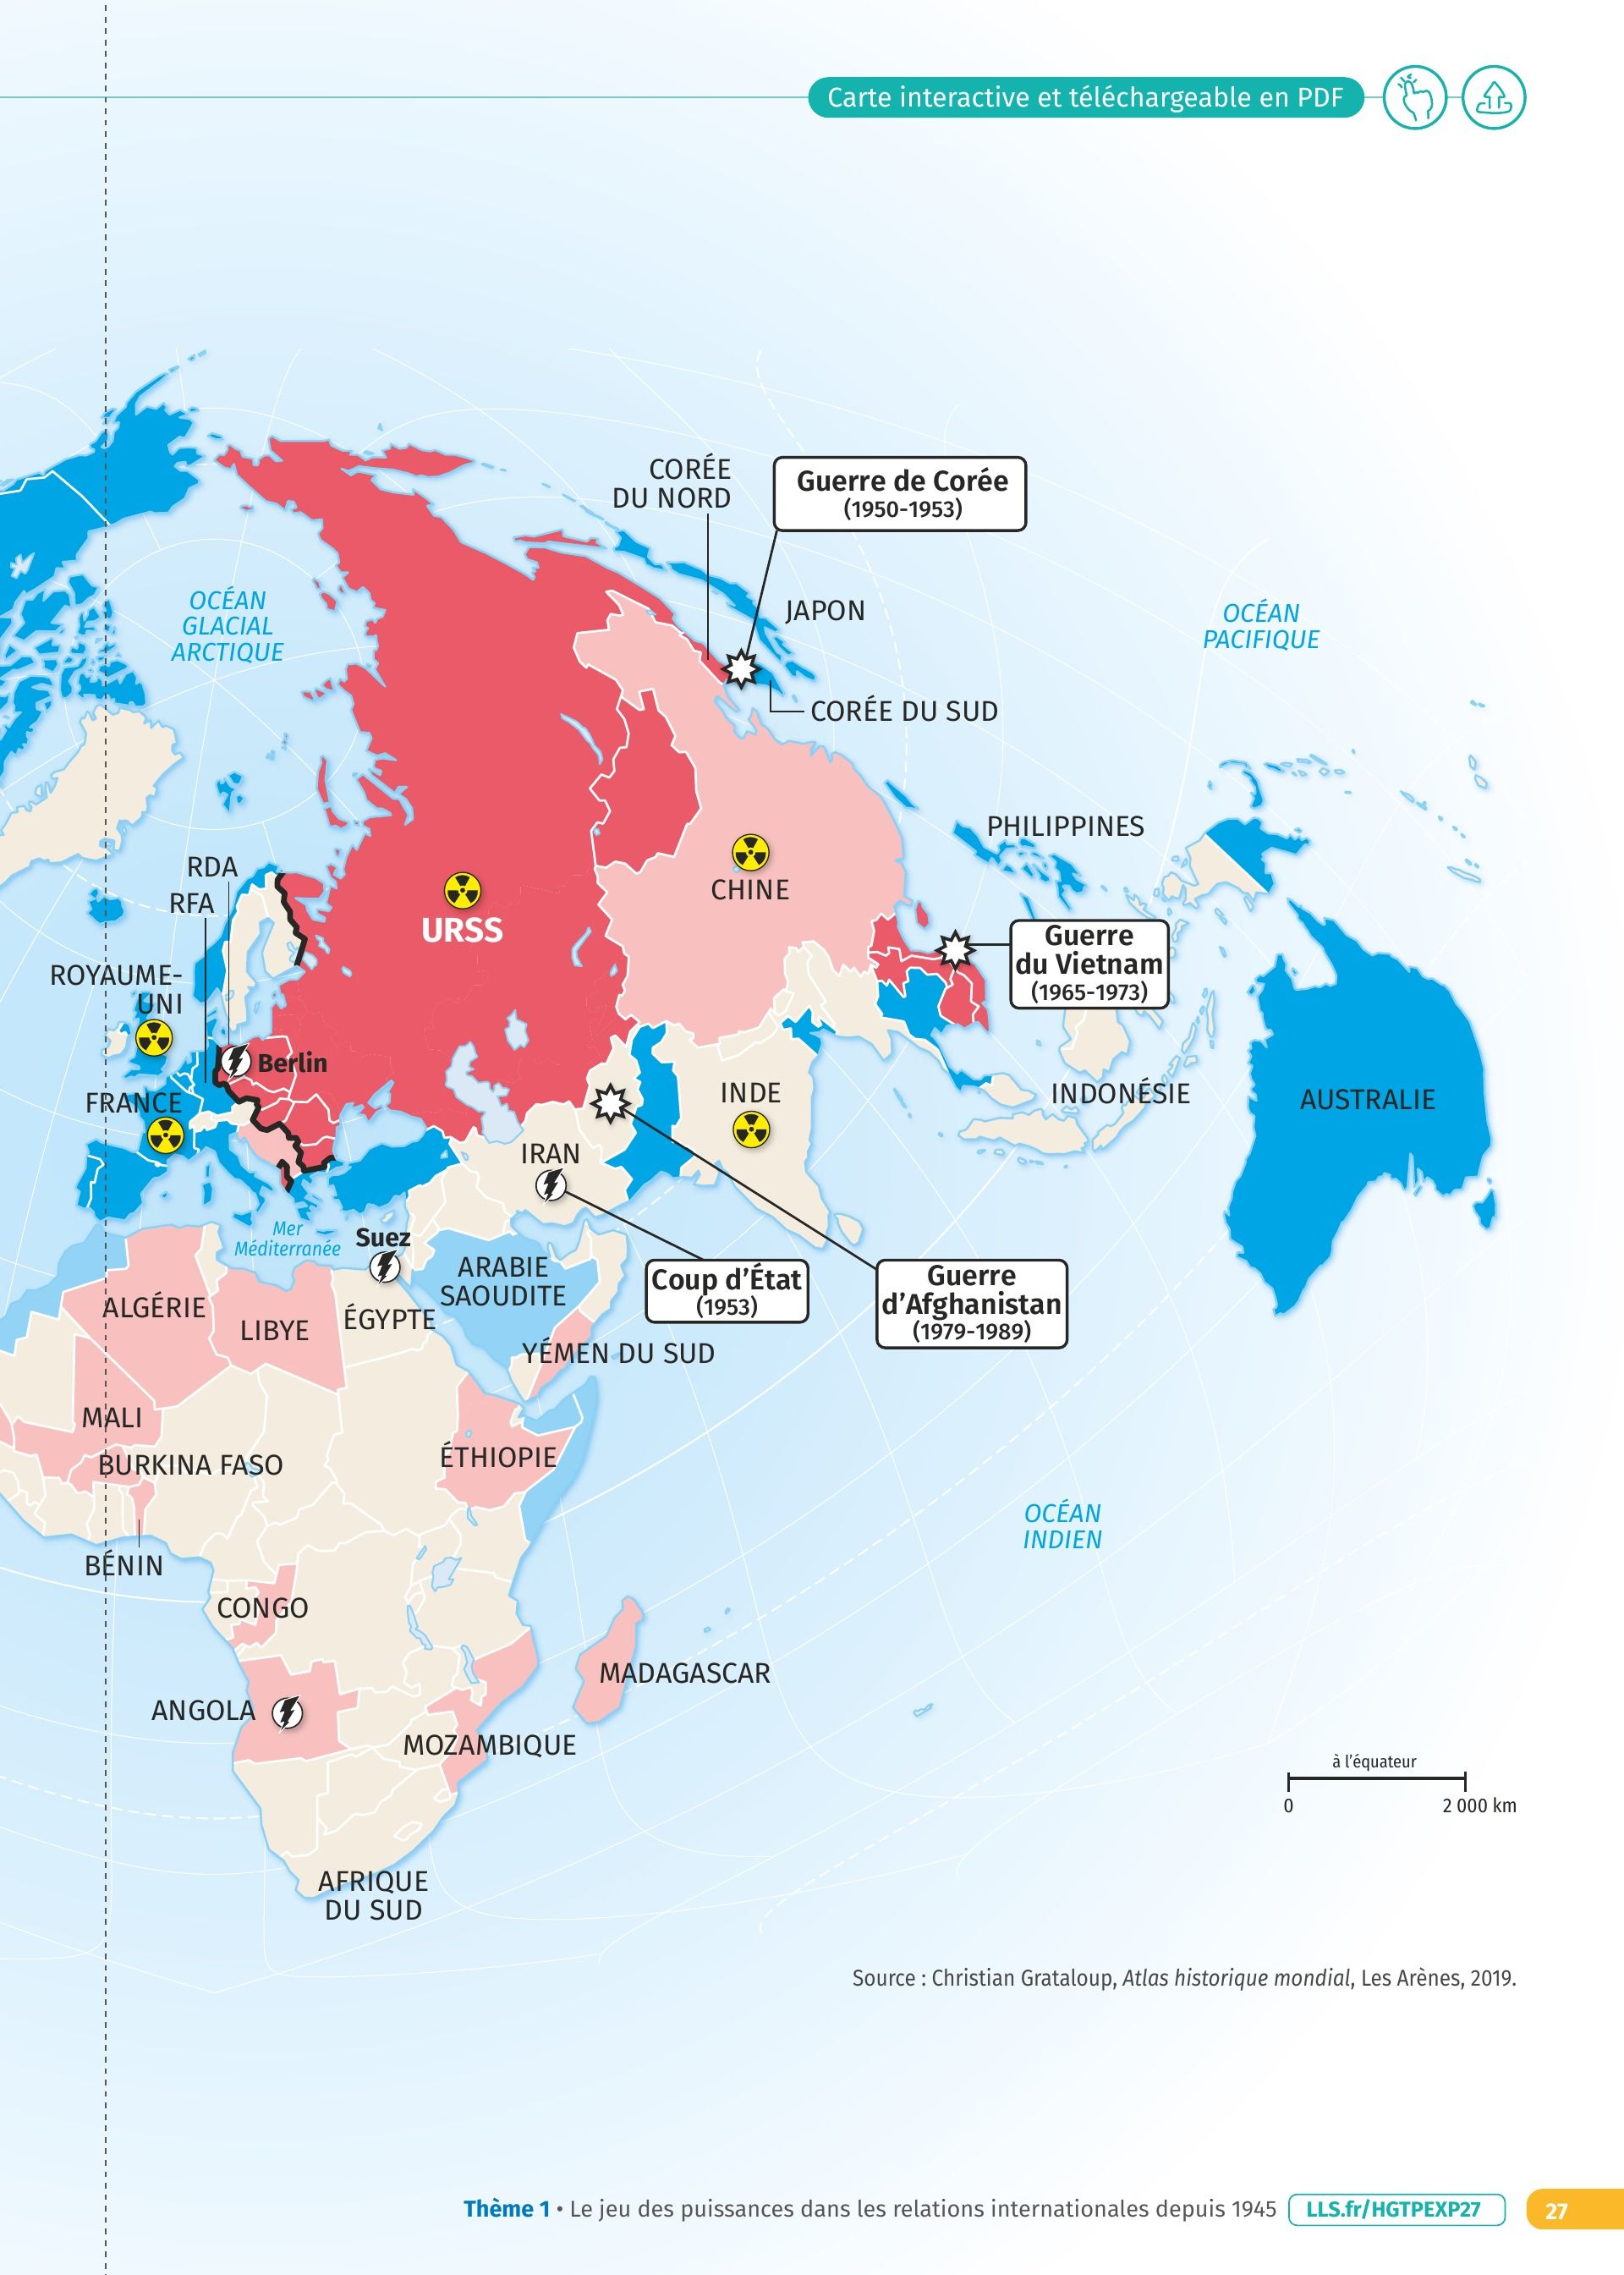 Carte interactive et téléchargeable en PDF
CORÉE
DU NORD
Guerre de Corée
(1950-1953)
OCÉAN
GLACIAL
ARCTIQUE
JAPON
OCÉAN
PACIFIQUE
CORÉE DU SUD
PHILIPPINES
RDA
RFA
CHINE
URSS
Guerre
du Vietnam
(1965-1973)
ROYAUME-
UNI
Berlin
FRANCE
INDE
INDONÉSIE
AUSTRALIE
IRAN
Mer
Méditerranée
Suez
ARABIE
SAOUDITE
Coup d'État
(1953)
Guerre
d'Afghanistan
(1979-1989)
ALGÉRIE
LIBYE
ÉGYPTE
YÉMEN DU SUD
MALI
BURKINA FASO
ÉTHIOPIE
OCÉAN
INDIEN
BÉNIN
CONGO
MADAGASCAR
ANGOLA
MOZAMBIQUE
à l'équateur
0 2 000 km
AFRIQUE
DU SUD
Source : Christian Grataloup, Atlas historique mondial, Les Arènes, 2019.
Thème 1 • Le jeu des puissances dans les relations internationales depuis 1945 LLS.fr/HGTPEXP27 27